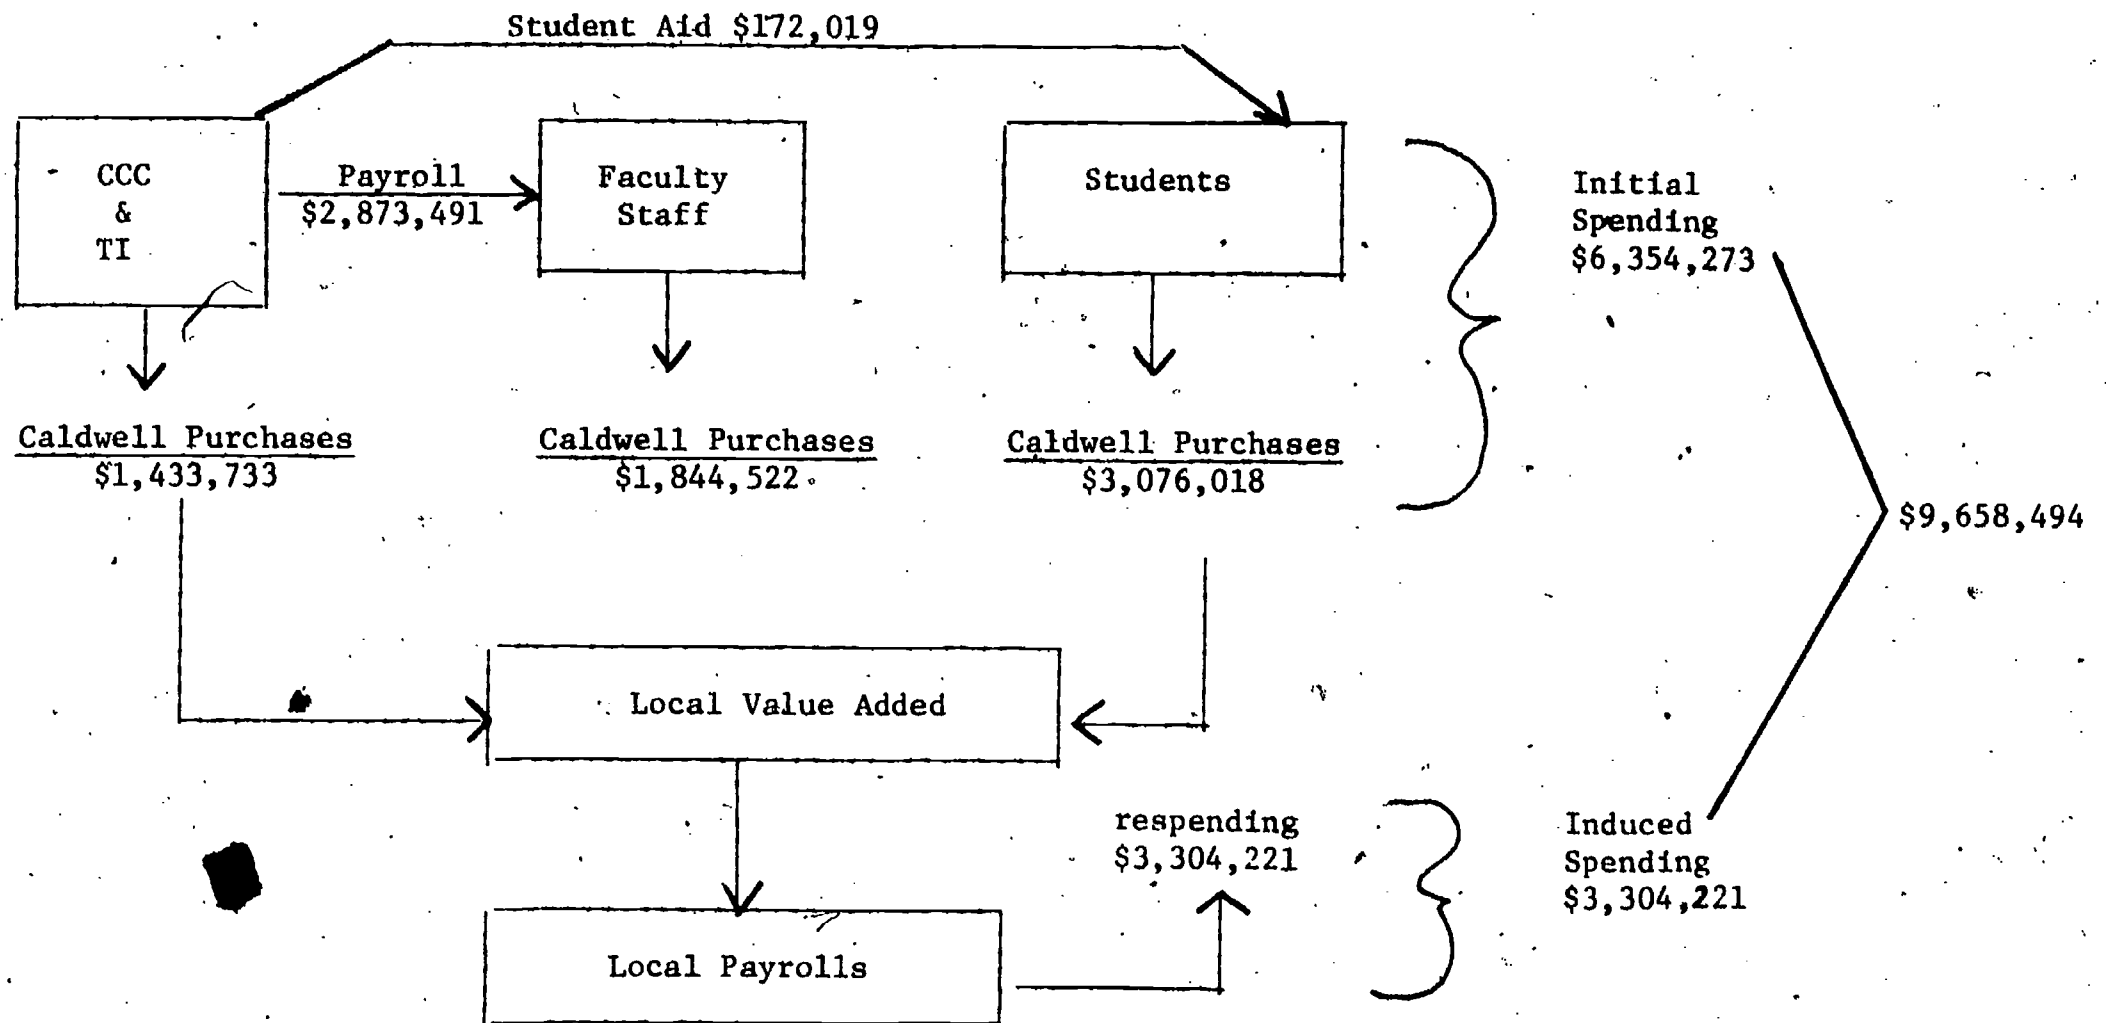 Student Aid $172,019
CCC
&
TI
Payroll
$2,873,491
Faculty
Staff
Students
Initial
Spending
$6,354,273
Caldwell Purchases
$1,433,733
Caldwell Purchases
$1,844,522
Caldwell Purchases
$3,076,018
$9,658,494
Local Value Added
respending
$3,304,221
Induced
Spending
$3,304,221
Local Payrolls